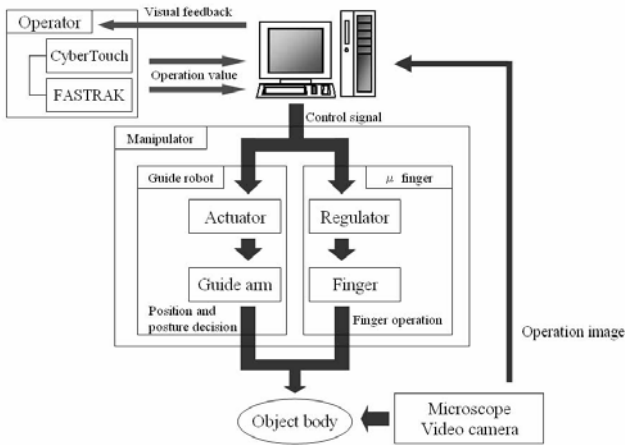 Operator
Visual feedback
CyberTouch
Operation value
FASTRAK
Control signal
Manipulator
Guide robot
μ finger
Actuator
Regulator
Guide arm
Finger
Position and
posture decision
Finger operation
Operation image
Object body
Microscope
Video camera